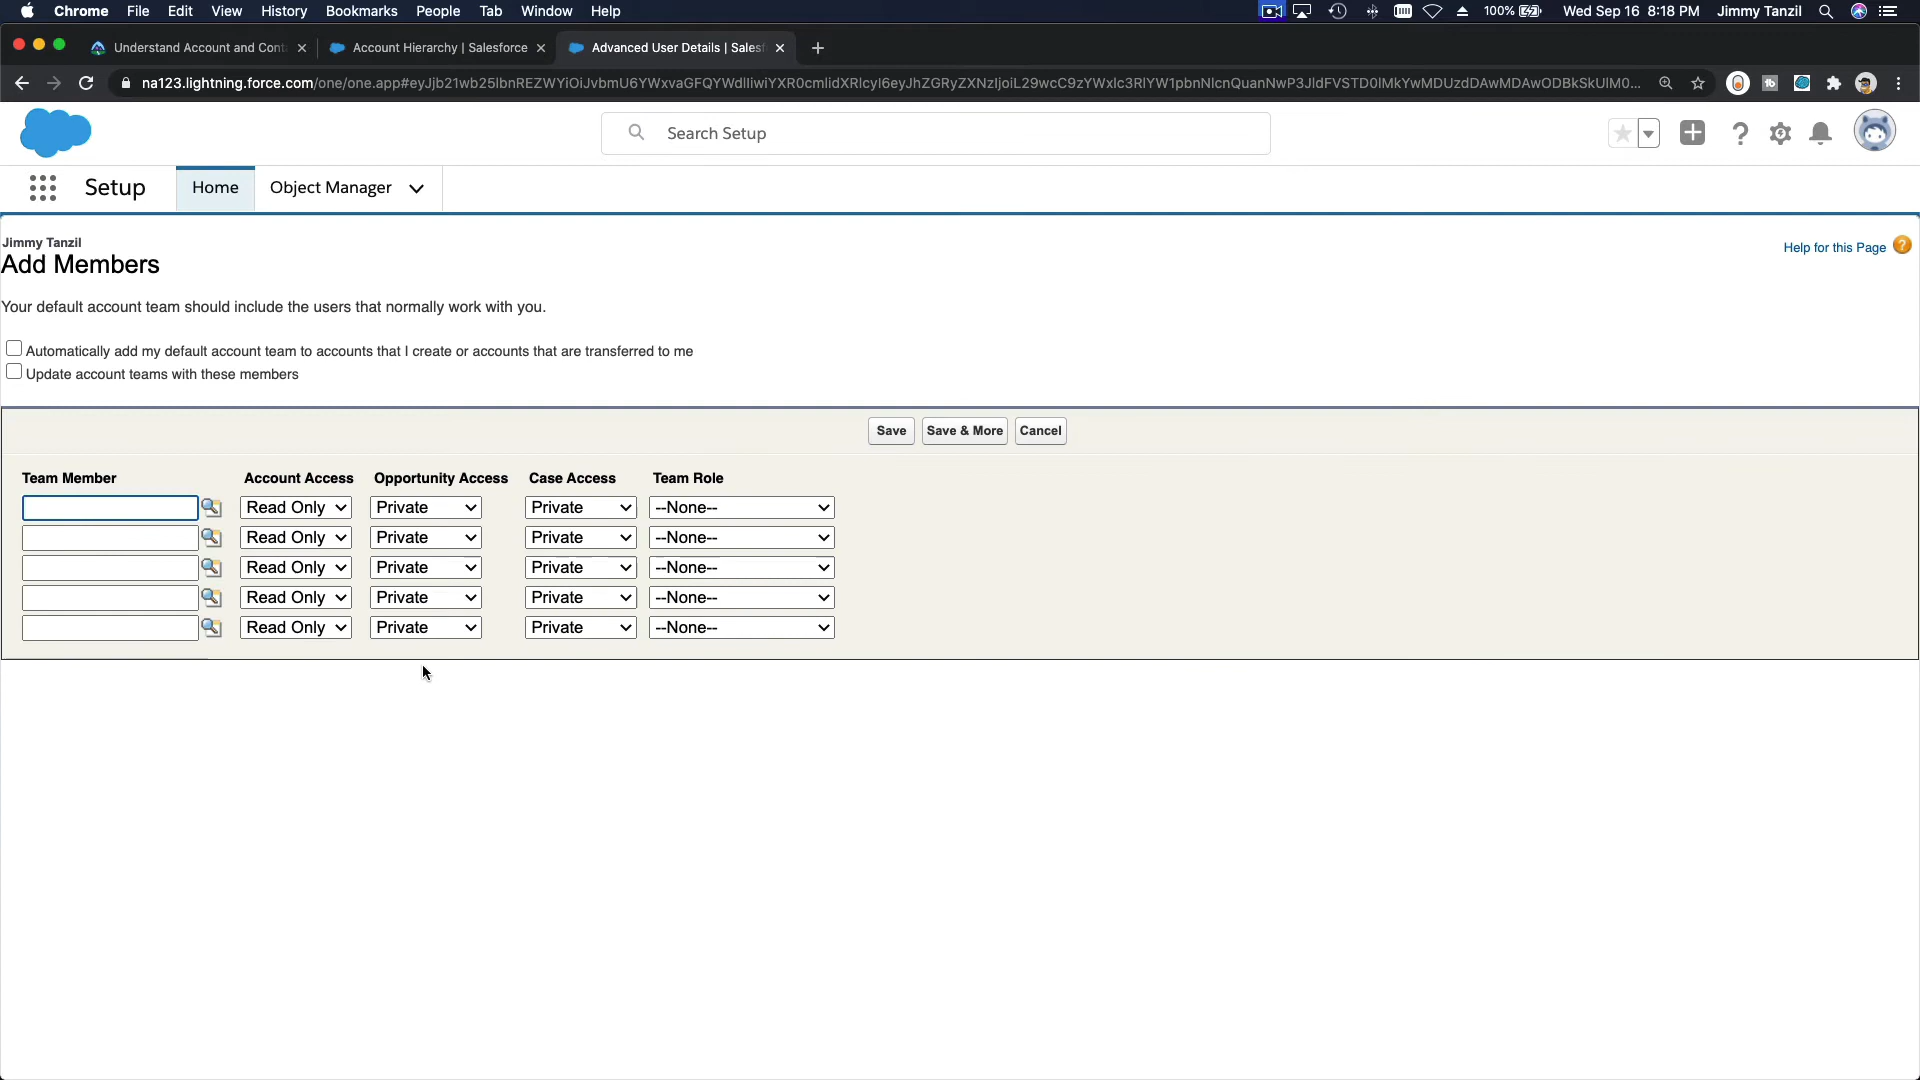 Chrome File Edit View History Bookmarks People Tab Window Help 100% Wed Sep 16 8:18 PM Jimmy Tanzil
Understand Account and Cont Account Hierarchy | Salesforce Advanced User Details | Salesf
na123.lightning.force.com
Search Setup
Setup Home Object Manager
Jimmy Tanzil
Help for this Page
Add Members
Your default account team should include the users that normally work with you.
Automatically add my default account team to accounts that I create or accounts that are transferred to me
Update account teams with these members
Save Save & More Cancel
Team Member Account Access Opportunity Access Case Access Team Role
Read Only Private Private --None--
Read Only Private Private --None--
Read Only Private Private --None--
Read Only Private Private --None--
Read Only Private Private --None--